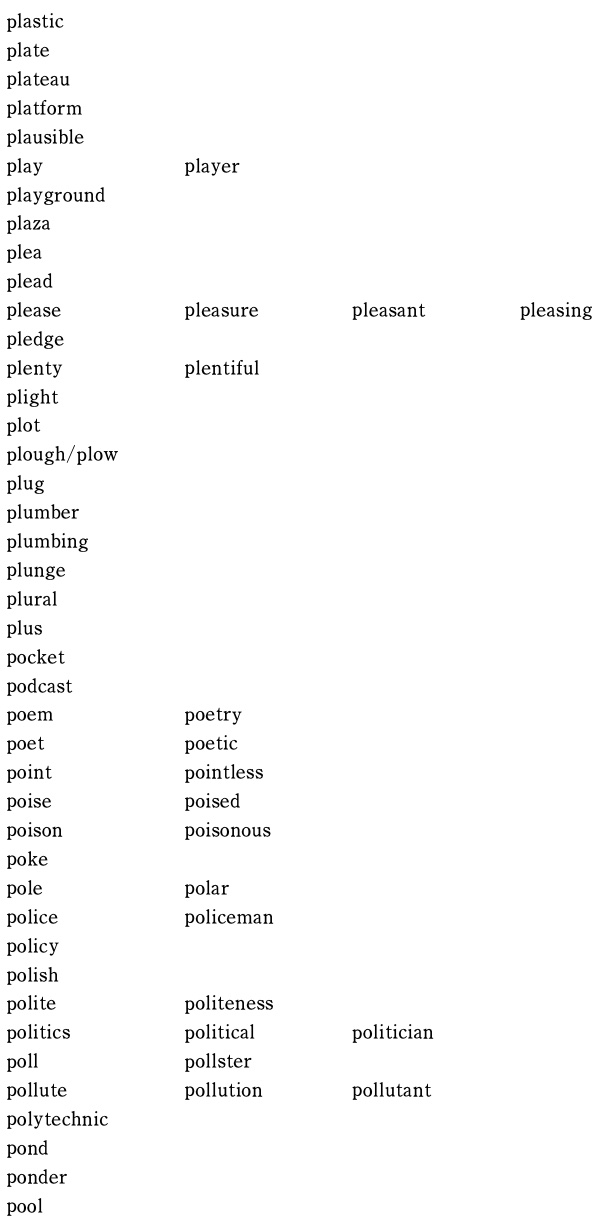 plastic
plate
plateau
platform
plausible
play player
playground
plaza
plea
plead
please pleasure pleasant pleasing
pledge
plenty plentiful
plight
plot
plough/plow
plug
plumber
plumbing
plunge
plural
plus
pocket
podcast
poem poetry
poet poetic
point pointless
poise poised
poison poisonous
poke
pole polar
police policeman
policy
polish
polite politeness
politics political politician
poll pollster
pollute pollution pollutant
polytechnic
pond
ponder
pool